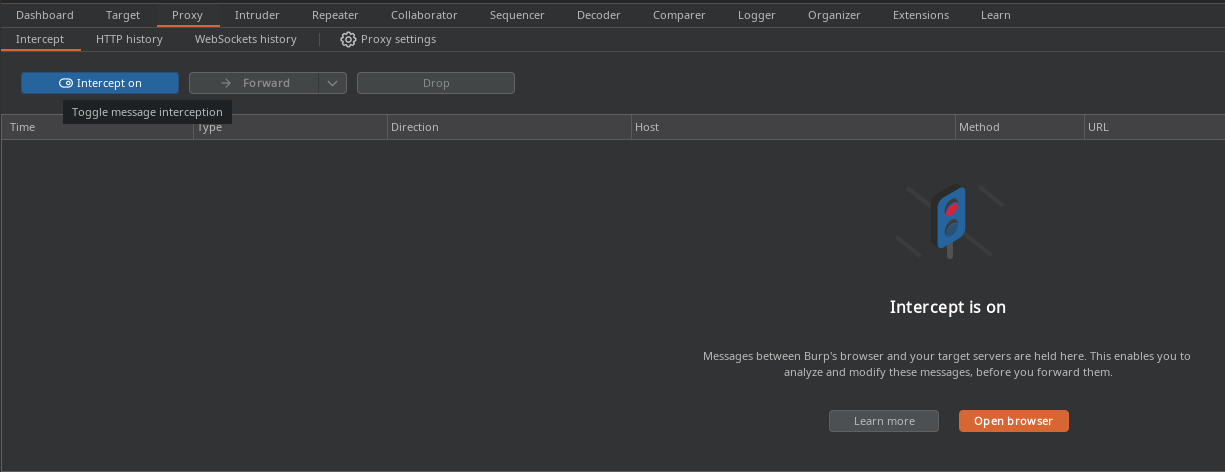 Dashboard Target Proxy Intruder Repeater Collaborator Sequencer Decoder Comparer Logger Organizer Extensions Learn
Intercept HTTP history WebSockets history Proxy settings
Intercept on Forward Drop
Toggle message interception
Time Type Direction Host Method URL
Intercept is on
Messages between Burp's browser and your target servers are held here. This enables you to
analyze and modify these messages, before you forward them.
Learn more Open browser